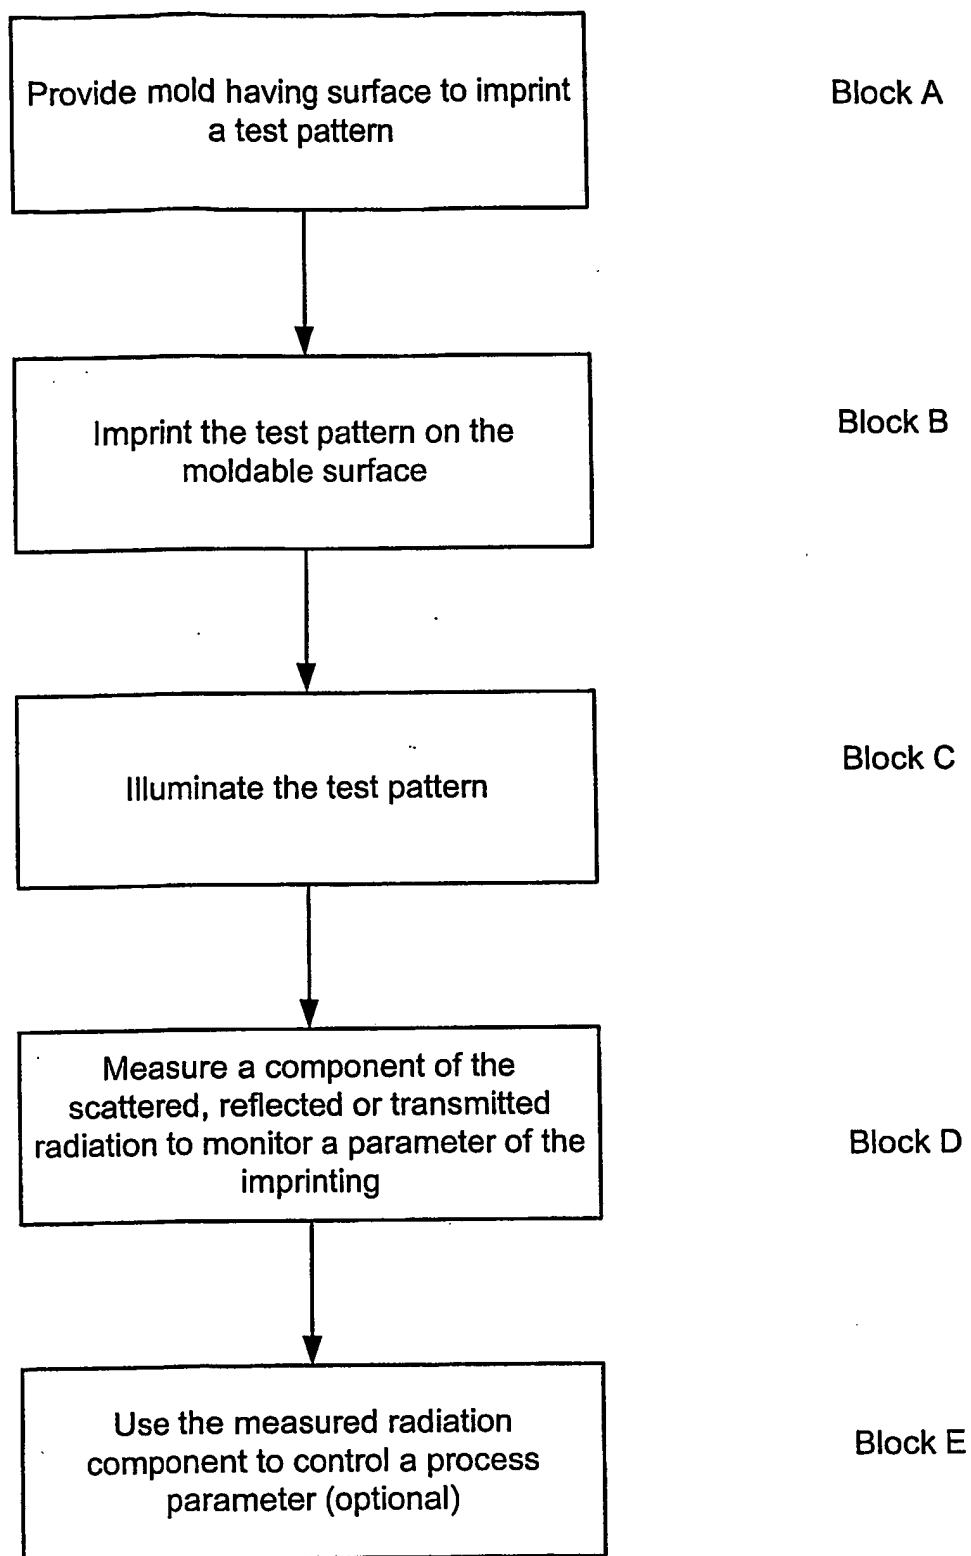 Provide mold having surface to imprint
a test pattern
Block A
Imprint the test pattern on the
moldable surface
Block B
Illuminate the test pattern
Block C
Measure a component of the
scattered, reflected or transmitted
radiation to monitor a parameter of the
imprinting
Block D
Use the measured radiation
component to control a process
parameter (optional)
Block E